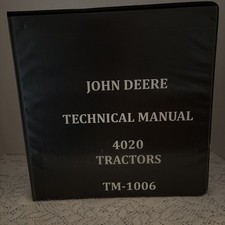 JOHN DEERE
TECHNICAL MANUAL
4020
TRACTORS
TM-1006